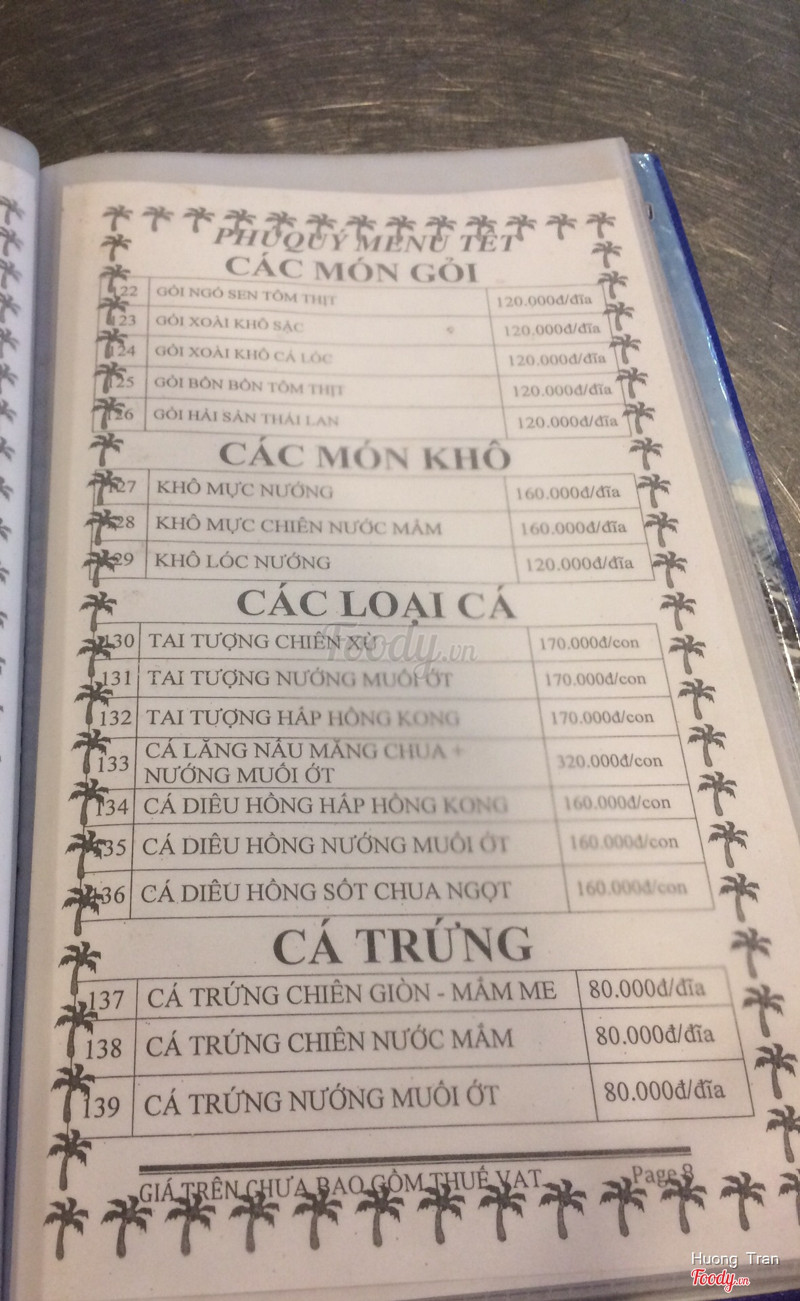 PHÚQUÝ MENU TẾT
CÁC MÓN GỎI
122 GỎI NGÓ SEN TÔM THỊT 120.000đ/đĩa
123 GỎI XOÀI KHÔ SẶC 120.000đ/đĩa
124 GỎI XOÀI KHÔ CÁ LÓC 120.000đ/đĩa
125 GỎI BỒN BỒN TÔM THỊT 120.000đ/đĩa
126 GỎI HẢI SẢN THÁI LAN 120.000đ/đĩa
CÁC MÓN KHÔ
127 KHÔ MỰC NƯỚNG 160.000đ/đĩa
128 KHÔ MỰC CHIÊN NƯỚC MẮM 160.000đ/đĩa
129 KHÔ LÓC NƯỚNG 120.000đ/đĩa
CÁC LOẠI CÁ
130 TAI TƯỢNG CHIÊN XÙ 170.000đ/con
131 TAI TƯỢNG NƯỚNG MUỐI ỚT 170.000đ/con
132 TAI TƯỢNG HẤP HỒNG KONG 170.000đ/con
133 CÁ LĂNG NẤU MĂNG CHUA +
NƯỚNG MUỐI ỚT 320.000đ/con
134 CÁ DIÊU HỒNG HẤP HỒNG KONG 160.000đ/con
135 CÁ DIÊU HỒNG NƯỚNG MUỐI ỚT 160.000đ/con
136 CÁ DIÊU HỒNG SỐT CHUA NGỌT 160.000đ/con
CÁ TRỨNG
137 CÁ TRỨNG CHIÊN GIÒN - MẮM ME 80.000đ/đĩa
138 CÁ TRỨNG CHIÊN NƯỚC MẮM 80.000đ/đĩa
139 CÁ TRỨNG NƯỚNG MUỐI ỚT 80.000đ/đĩa
GIÁ TRÊN CHƯA BAO GỒM THUẾ VAT Page 8
Foody.vn
Huong Tran
Foody.vn